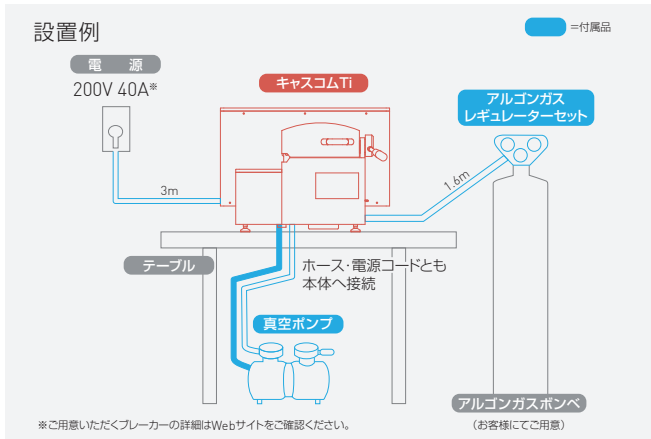 設置例
=付属品
電 源
200V 40A※
キャスコムTi
アルゴンガス
レギュレーターセット
3m
1.6m
テーブル
ホース・電源コードとも
本体へ接続
真空ポンプ
アルゴンガスボンベ
(お客様にてご用意)
※ご用意いただくブレーカーの詳細はWebサイトをご確認ください。